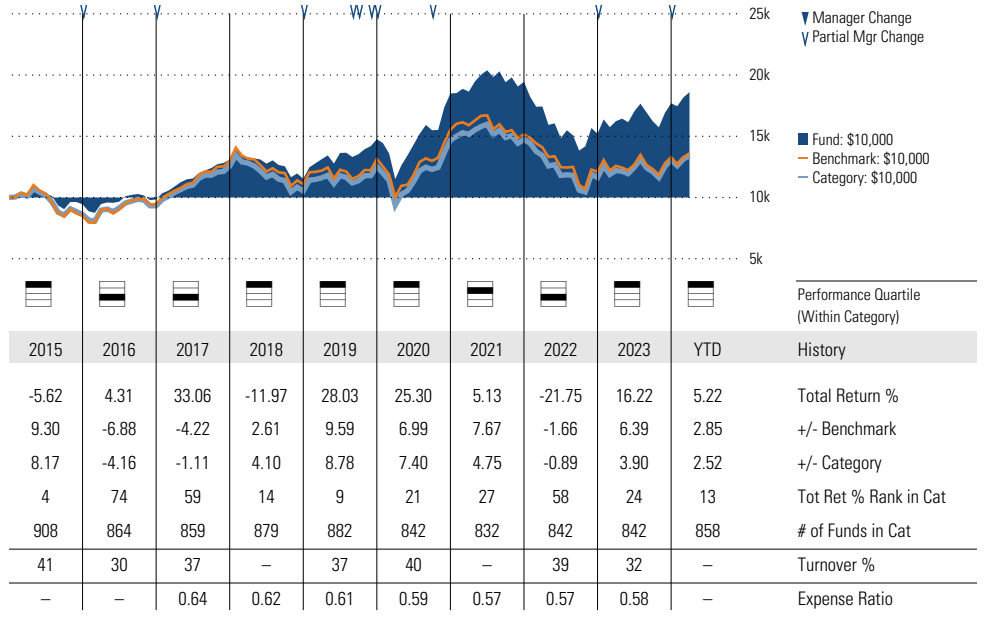 25k
Manager Change
Partial Mgr Change
20k
15k
Fund: $10,000
Benchmark: $10,000
Category: $10,000
10k
5k
Performance Quartile
(Within Category)
2015 2016 2017 2018 2019 2020 2021 2022 2023 YTD History
-5.62 4.31 33.06 -11.97 28.03 25.30 5.13 -21.75 16.22 5.22 Total Return %
9.30 -6.88 -4.22 2.61 9.59 6.99 7.67 -1.66 6.39 2.85 +/- Benchmark
8.17 -4.16 -1.11 4.10 8.78 7.40 4.75 -0.89 3.90 2.52 +/- Category
4 74 59 14 9 21 27 58 24 13 Tot Ret % Rank in Cat
908 864 859 879 882 842 832 842 842 858 # of Funds in Cat
41 30 37 – 37 40 – 39 32 – Turnover %
– – 0.64 0.62 0.61 0.59 0.57 0.57 0.58 – Expense Ratio